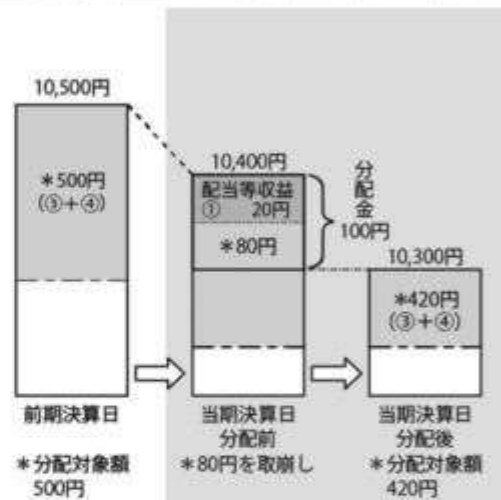 10,500円
*500円
(③+④)
10,400円
配当等収益
① 20円
*80円
分配金
100円
10,300円
*420円
(③+④)
前期決算日
当期決算日
分配前
当期決算日
分配後
*分配対象額
500円
*80円を取崩し
*分配対象額
420円